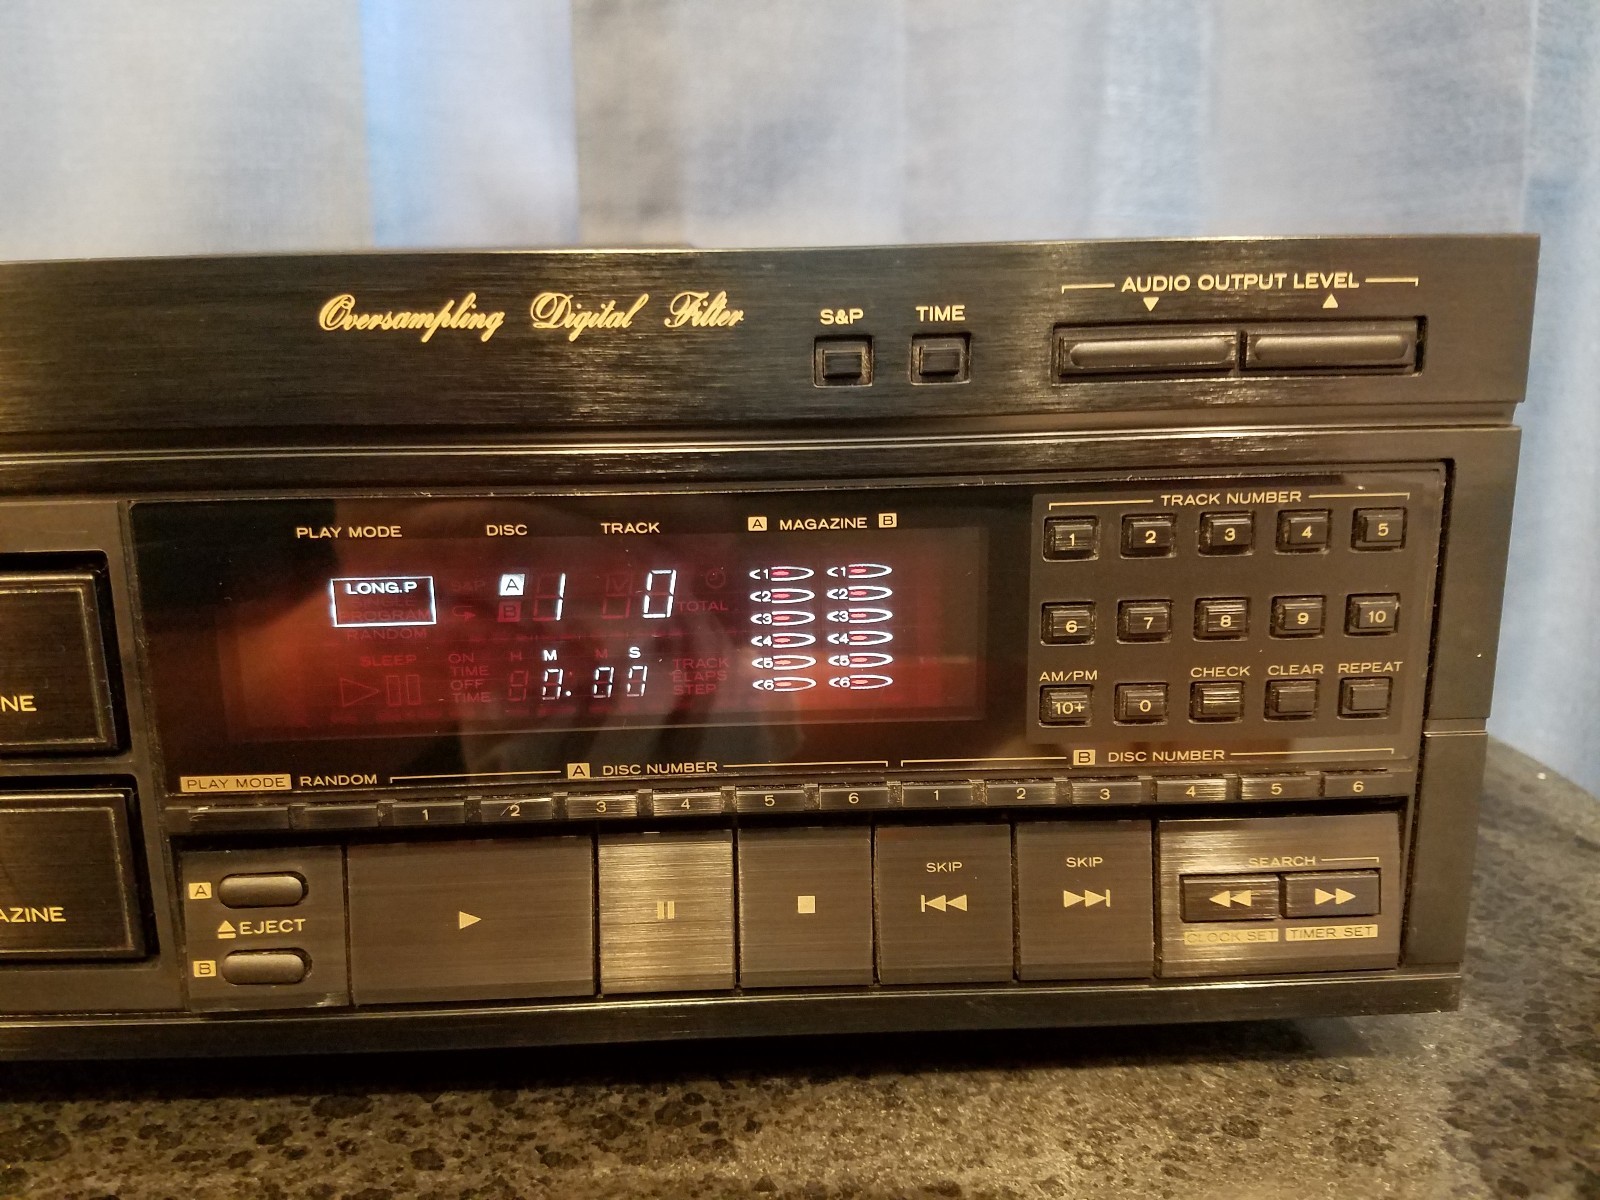 Oversampling Digital Filter
S&P TIME
AUDIO OUTPUT LEVEL
▼ ▲
PLAY MODE DISC TRACK A MAGAZINE B
LONG.P S&P A 1 0 TOTAL
B
PROGRAM
RANDOM
SLEEP
ON TIME
OFF TIME
H M M S
0.00
TRACK
ELAPS
STEP
<1 <1
<2 <2
<3 <3
<4 <4
<5 <5
<6 <6
TRACK NUMBER
1 2 3 4 5
6 7 8 9 10
AM/PM CHECK CLEAR REPEAT
10+ 0
NE
AZINE
PLAY MODE RANDOM A DISC NUMBER B DISC NUMBER
1 2 3 4 5 6 1 2 3 4 5 6
A
EJECT
B
SKIP
SKIP
SEARCH
CLOCK SET TIMER SET